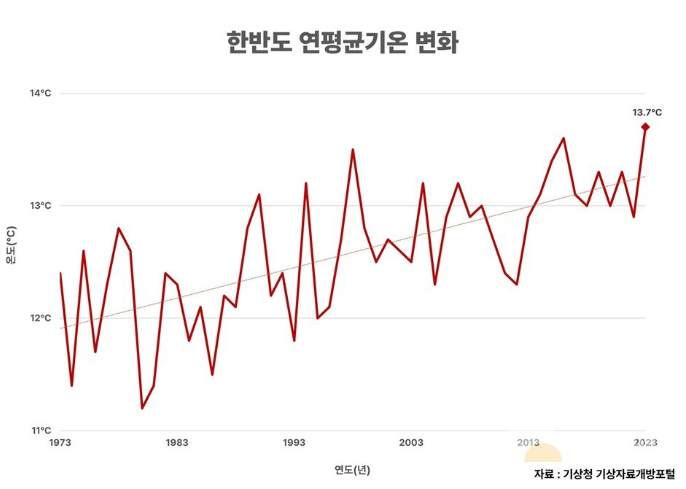 한반도 연평균기온 변화
14°C
13.7°C
13°C
온도(°C)
12°C
11°C
1973 1983 1993 2003 2013 2023
연도(년)
자료 : 기상청 기상자료개방포털